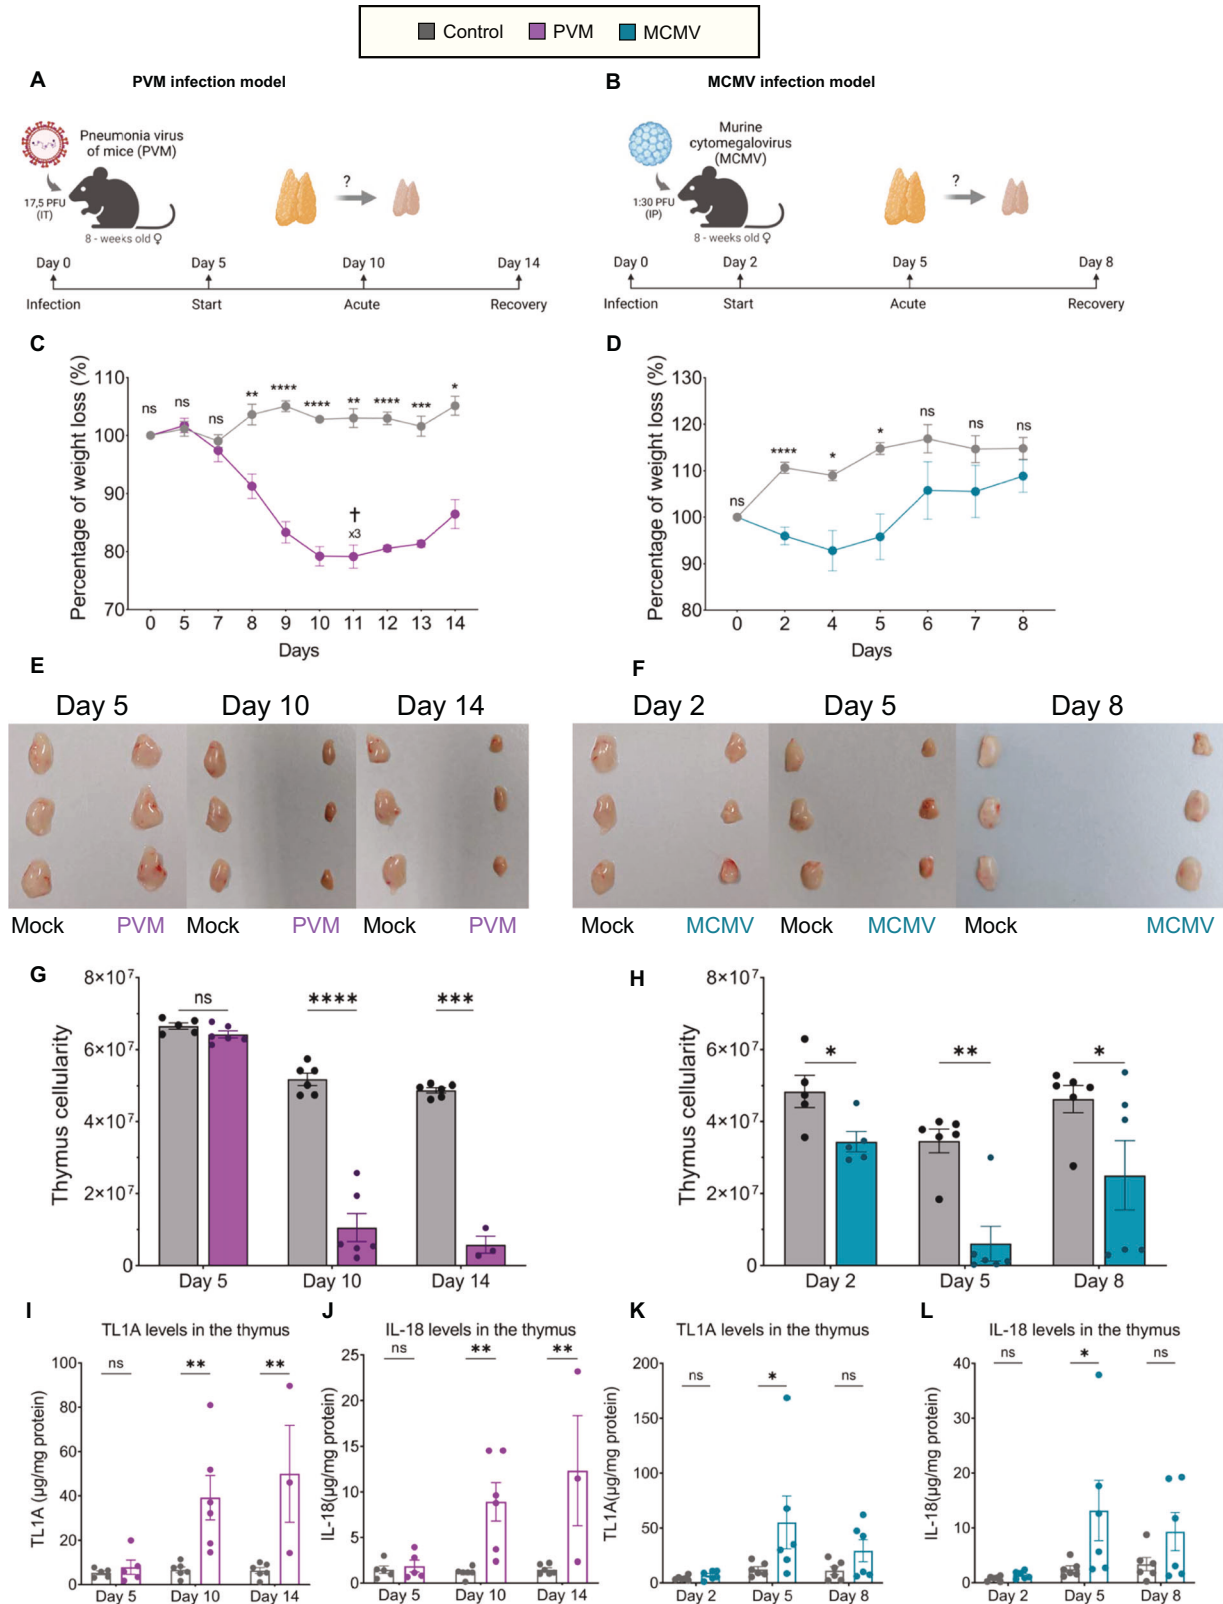 Control PVM MCMV
A PVM infection model
Pneumonia virus
of mice (PVM)
17,5 PFU
(IT)
?
8 - weeks old ♀
Day 0 Day 5 Day 10 Day 14
Infection Start Acute Recovery
B MCMV infection model
Murine
cytomegalovirus
(MCMV)
1:30 PFU
(IP)
?
8 - weeks old ♀
Day 0 Day 2 Day 5 Day 8
Infection Start Acute Recovery
C
Percentage of weight loss (%)
110
100
90
80
70
ns ns ns ** **** **** ** **** *** *
†
x3
0 5 7 8 9 10 11 12 13 14
Days
D
Percentage of weight loss (%)
130
120
110
100
90
80
ns **** * * ns ns ns
0 2 4 5 6 7 8
Days
E
Day 5 Day 10 Day 14
Mock PVM Mock PVM Mock PVM
F
Day 2 Day 5 Day 8
Mock MCMV Mock MCMV Mock MCMV
G
Thymus cellularity
8×10⁷
6×10⁷
4×10⁷
2×10⁷
0
ns **** ***
Day 5 Day 10 Day 14
H
Thymus cellularity
8×10⁷
6×10⁷
4×10⁷
2×10⁷
0
* ** *
Day 2 Day 5 Day 8
I
TL1A levels in the thymus
TL1A (µg/mg protein)
100
80
60
40
20
0
ns ** **
Day 5 Day 10 Day 14
J
IL-18 levels in the thymus
IL-18(µg/mg protein)
25
20
15
10
5
0
ns ** **
Day 5 Day 10 Day 14
K
TL1A levels in the thymus
TL1A(µg/mg protein)
200
150
100
50
0
ns * ns
Day 2 Day 5 Day 8
L
IL-18 levels in the thymus
IL-18(µg/mg protein)
40
30
20
10
0
ns * ns
Day 2 Day 5 Day 8